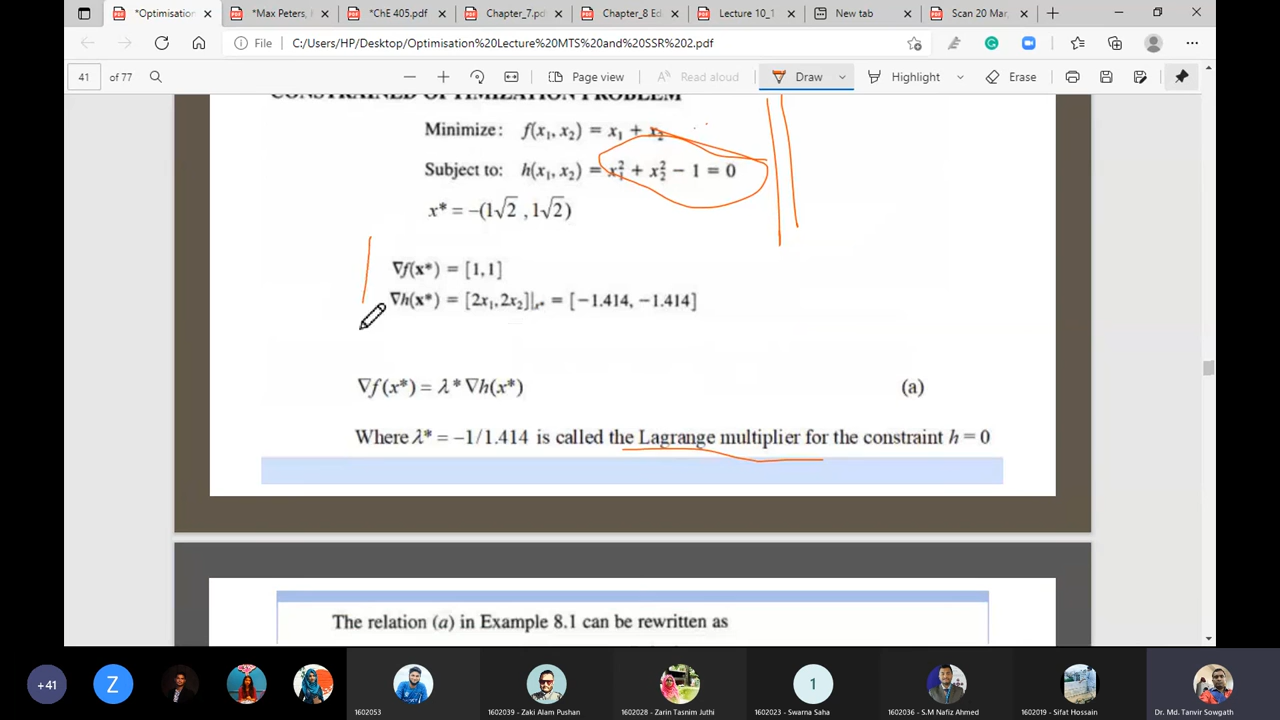 *Optimisation
*Max Peters,
*ChE 405.pdf
Chapter_7.pd
Chapter_8 Ed
Lecture 10_1
New tab
Scan 20 Mar
File
C:/Users/HP/Desktop/Optimisation%20Lecture%20MTS%20and%20SSR%202.pdf
41 of 77
Page view
Read aloud
Draw
Highlight
Erase
CONSTRAINED OPTIMIZATION PROBLEM
Minimize: f(x₁, x₂) = x₁ + x₂
Subject to: h(x₁, x₂) = x₁² + x₂² − 1 = 0
x* = −(1√2 , 1√2)
∇f(x*) = [1, 1]
∇h(x*) = [2x₁, 2x₂]|ₓ* = [−1.414, −1.414]
∇f(x*) = λ* ∇h(x*) (a)
Where λ* = −1/1.414 is called the Lagrange multiplier for the constraint h = 0
The relation (a) in Example 8.1 can be rewritten as
+41
Z
1602053
1602039 - Zaki Alam Pushan
1602028 - Zarin Tasnim Juthi
1
1602023 - Swarna Saha
1602036 - S.M Nafiz Ahmed
1602019 - Sifat Hossain
Dr. Md. Tanvir Sowgath